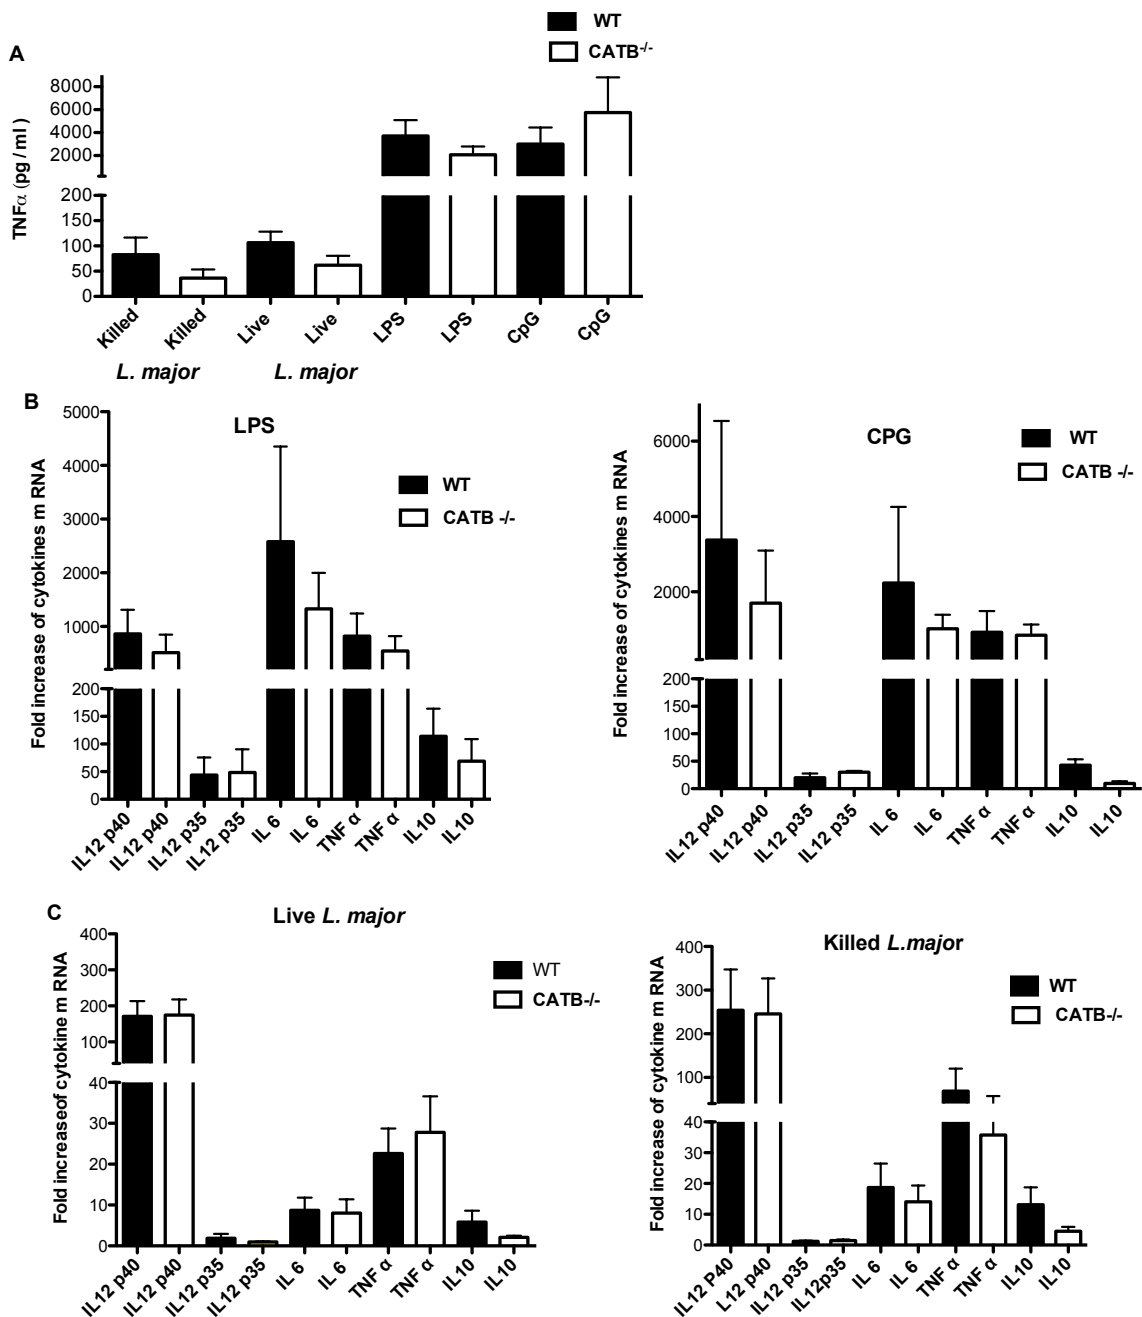 WT
CATB-/-
A
TNFα (pg / ml)
8000
6000
4000
2000
200
150
100
50
0
Killed
Killed
Live
Live
LPS
LPS
CpG
CpG
L. major
L. major
B
LPS
WT
CATB -/-
Fold increase of cytokines m RNA
5000
4000
3000
2000
1000
200
150
100
50
0
IL12 p40
IL12 p40
IL12 p35
IL12 p35
IL 6
IL 6
TNF α
TNF α
IL10
IL10
CPG
WT
CATB -/-
Fold increase of cytokines m RNA
6000
4000
2000
200
150
100
50
0
IL12 p40
IL12 p40
IL12 p35
IL12 p35
IL 6
IL 6
TNF α
TNF α
IL10
IL10
C
Live L. major
WT
CATB-/-
Fold increaseof cytokine m RNA
400
300
200
100
40
30
20
10
0
IL12 p40
IL12 p40
IL12 p35
IL12 p35
IL 6
IL 6
TNF α
TNF α
IL10
IL10
Killed L.major
WT
CATB-/-
Fold increase of cytokine m RNA
400
300
200
100
40
30
20
10
0
IL12 P40
L12 p40
IL12 p35
IL12p35
IL 6
IL 6
TNF α
TNF α
IL10
IL10